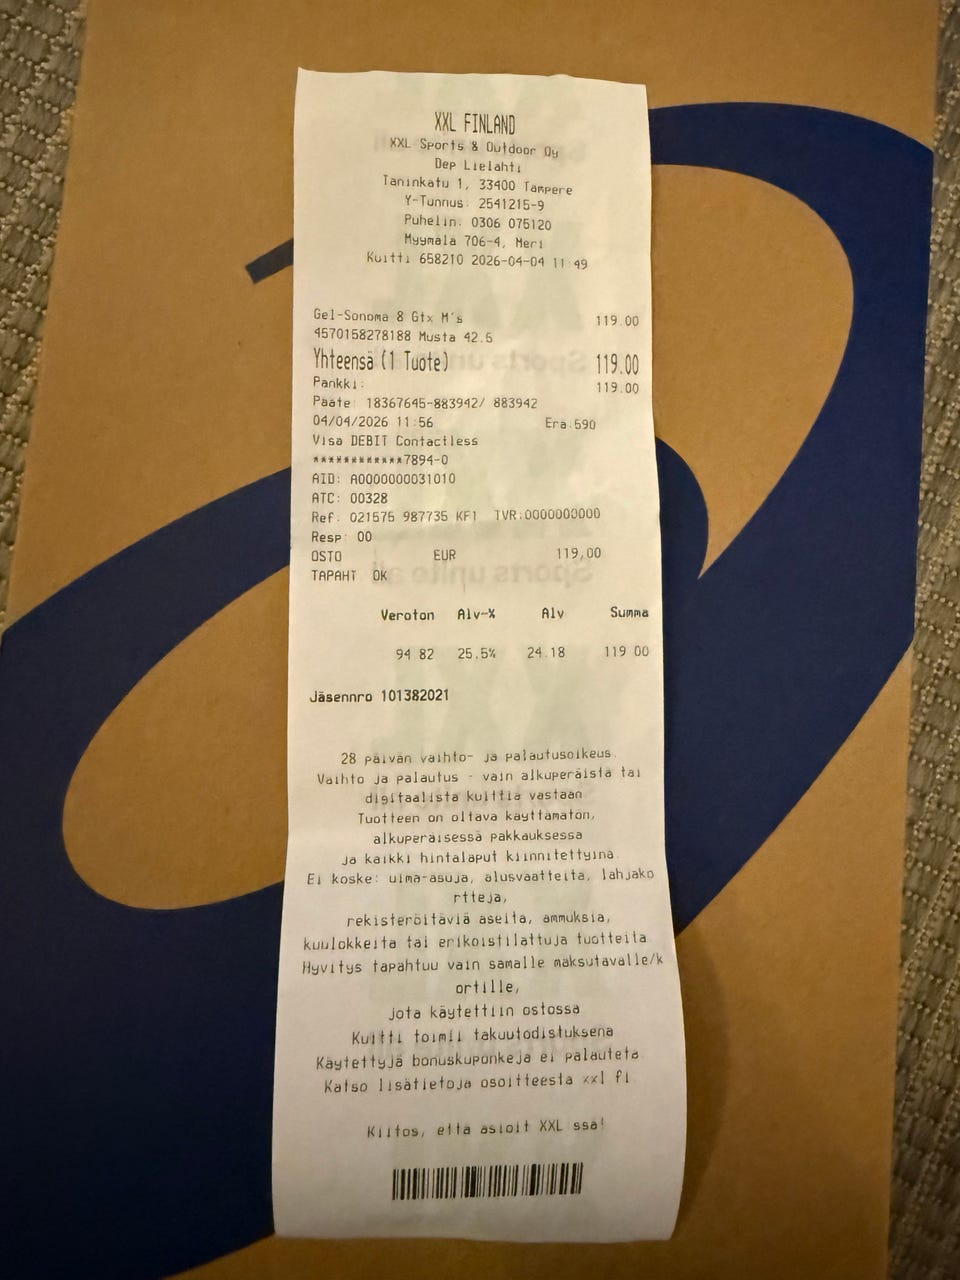 XXL FINLAND
XXL Sports & Outdoor Oy
Dep Lielahti
Taninkatu 1, 33400 Tampere
Y-Tunnus: 2541215-9
Puhelin: 0306 075120
Myymälä 706-4, Meri
Kuitti 658210 2026-04-04 11:49
Gel-Sonoma 8 Gtx M's 119.00
4570158278188 Musta 42.5
Yhteensä (1 Tuote) 119.00
Pankki: 119.00
Pääte: 18367645-883942/ 883942
04/04/2026 11:56 Erä:590
Visa DEBIT Contactless
************7894-0
AID: A0000000031010
ATC: 00328
Ref: 021575 987735 KF1 TVR:0000000000
Resp: 00
OSTO EUR 119,00
TAPAHT OK
Veroton Alv-% Alv Summa
94.82 25.5% 24.18 119.00
Jäsennro 101382021
28 päivän vaihto- ja palautusoikeus.
Vaihto ja palautus - vain alkuperäistä tai
digitaalista kuittia vastaan
Tuotteen on oltava käyttämätön,
alkuperäisessä pakkauksessa
ja kaikki hintalaput kiinnitettyinä.
Ei koske: uima-asuja, alusvaatteita, lahjako
rtteja,
rekisteröitäviä aseita, ammuksia,
kuulokkeita tai erikoistilattuja tuotteita
Hyvitys tapahtuu vain samalle maksutavalle/k
ortille,
jota käytettiin ostossa
Kuitti toimii takuutodistuksena
Käytettyjä bonuskuponkeja ei palauteta
Katso lisätietoja osoitteesta xxl.fi
Kiitos, että asioit XXL:ssä!